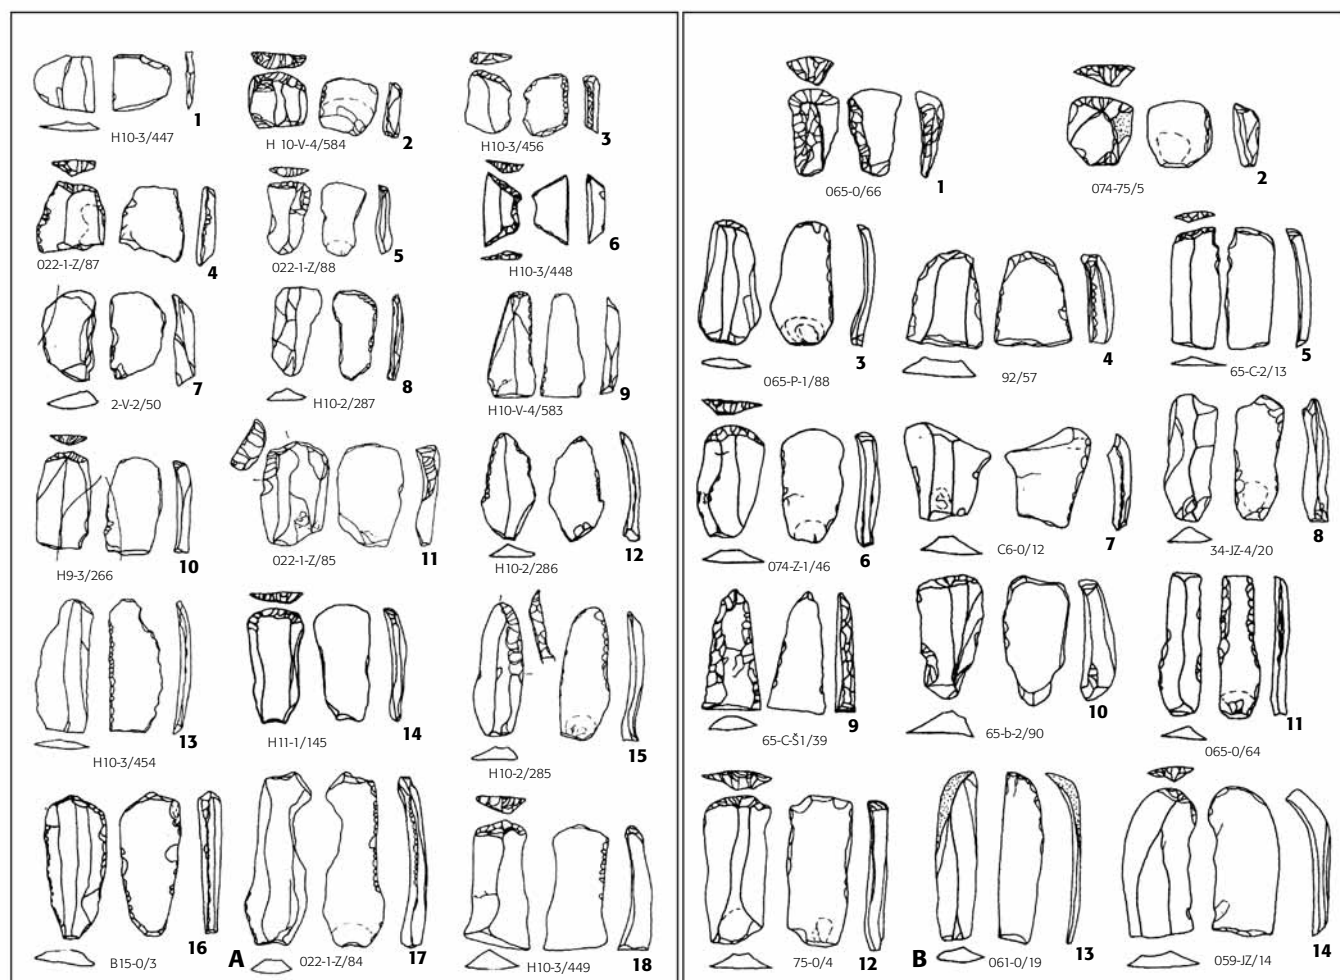 1
H10-3/447
H 10-V-4/584
2
H10-3/456
3
022-1-Z/87
4
022-1-Z/88
5
H10-3/448
6
2-V-2/50
7
H10-2/287
8
H10-V-4/583
9
H9-3/266
10
022-1-Z/85
11
H10-2/286
12
H10-3/454
13
H11-1/145
14
H10-2/285
15
B15-0/3
16
A
022-1-Z/84
17
H10-3/449
18
065-0/66
1
074-75/5
2
065-P-1/88
3
92/57
4
65-C-2/13
5
074-Z-1/46
6
C6-0/12
7
34-JZ-4/20
8
65-C-Š1/39
9
65-b-2/90
10
065-0/64
11
75-0/4
12
B
061-0/19
13
059-JZ/14
14